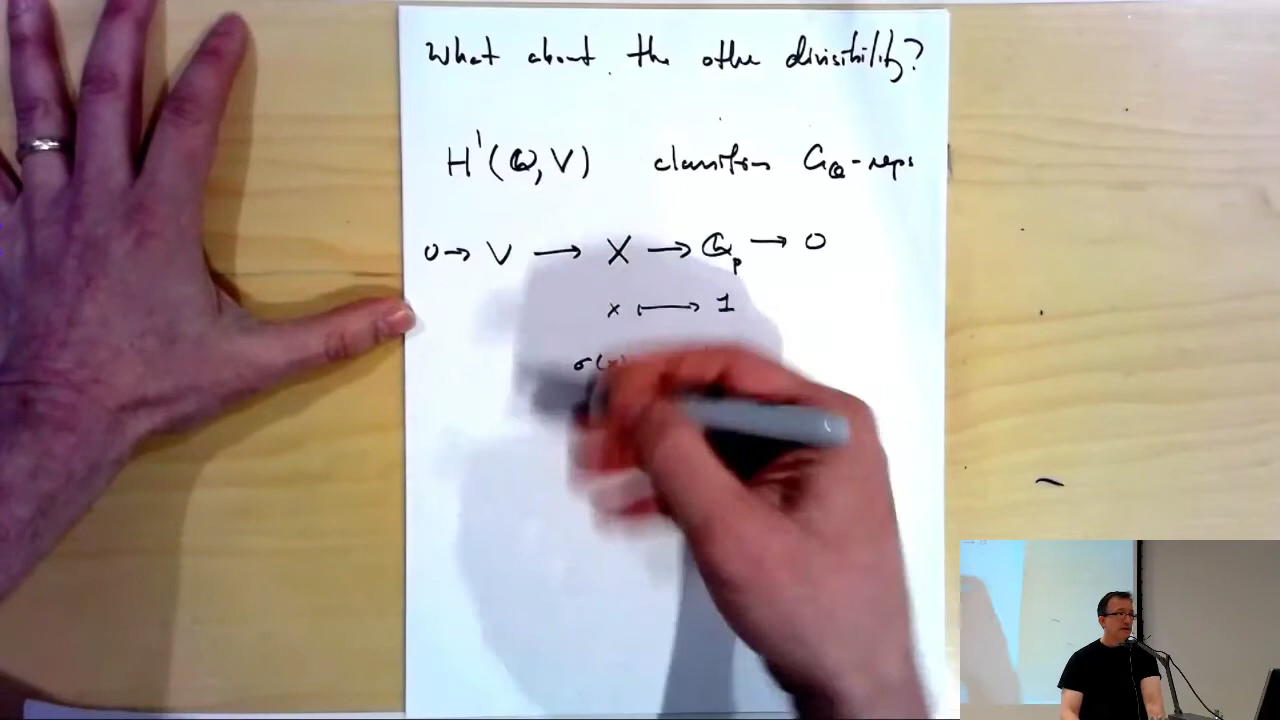 What about the other divisibility?
H¹(ℚ, V) classifies G_ℚ-reps
0 → V → X → ℚ_p → 0
x ⟼ 1
σ(x)